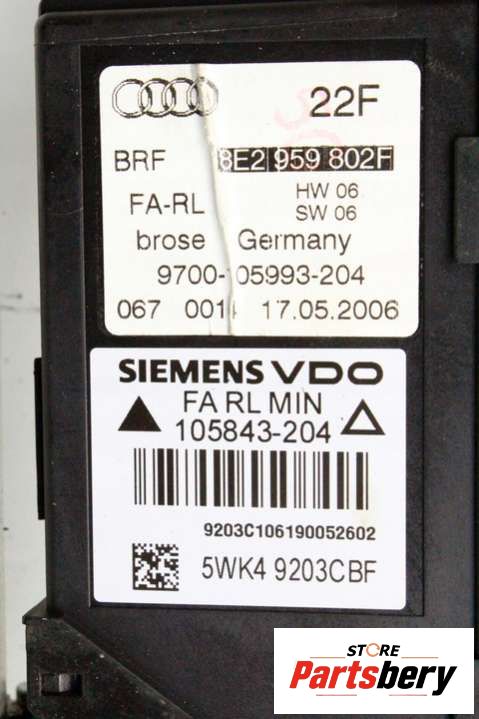 22F
BRF 8E2 959 802F
FA-RL HW 06
SW 06
brose Germany
9700-105993-204
067 0014 17.05.2006
SIEMENS VDO
FA RL MIN
105843-204
9203C106190052602
5WK4 9203CBF
STORE
Partsbery